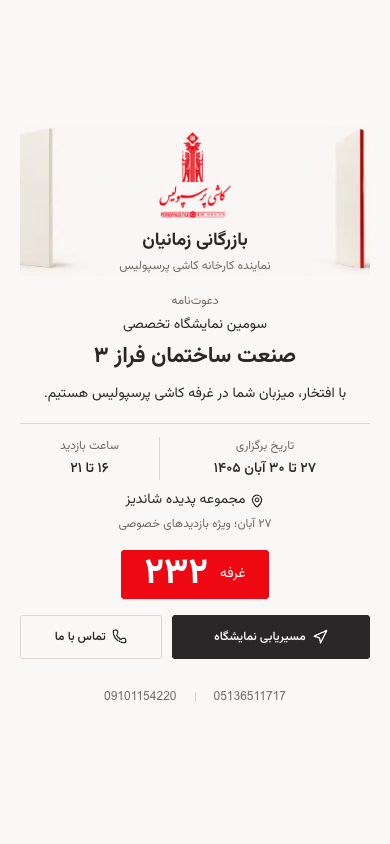 کاشی پرسپولیس
PERSEPOLIS TILE
بازرگانی زمانیان
نماینده کارخانه کاشی پرسپولیس
دعوت‌نامه
سومین نمایشگاه تخصصی
صنعت ساختمان فراز ۳
با افتخار، میزبان شما در غرفه کاشی پرسپولیس هستیم.
تاریخ برگزاری
۲۷ تا ۳۰ آبان ۱۴۰۵
ساعت بازدید
۱۶ تا ۲۱
مجموعه پدیده شاندیز
۲۷ آبان؛ ویژه بازدیدهای خصوصی
غرفه ۲۳۲
مسیریابی نمایشگاه
تماس با ما
05136511717
09101154220